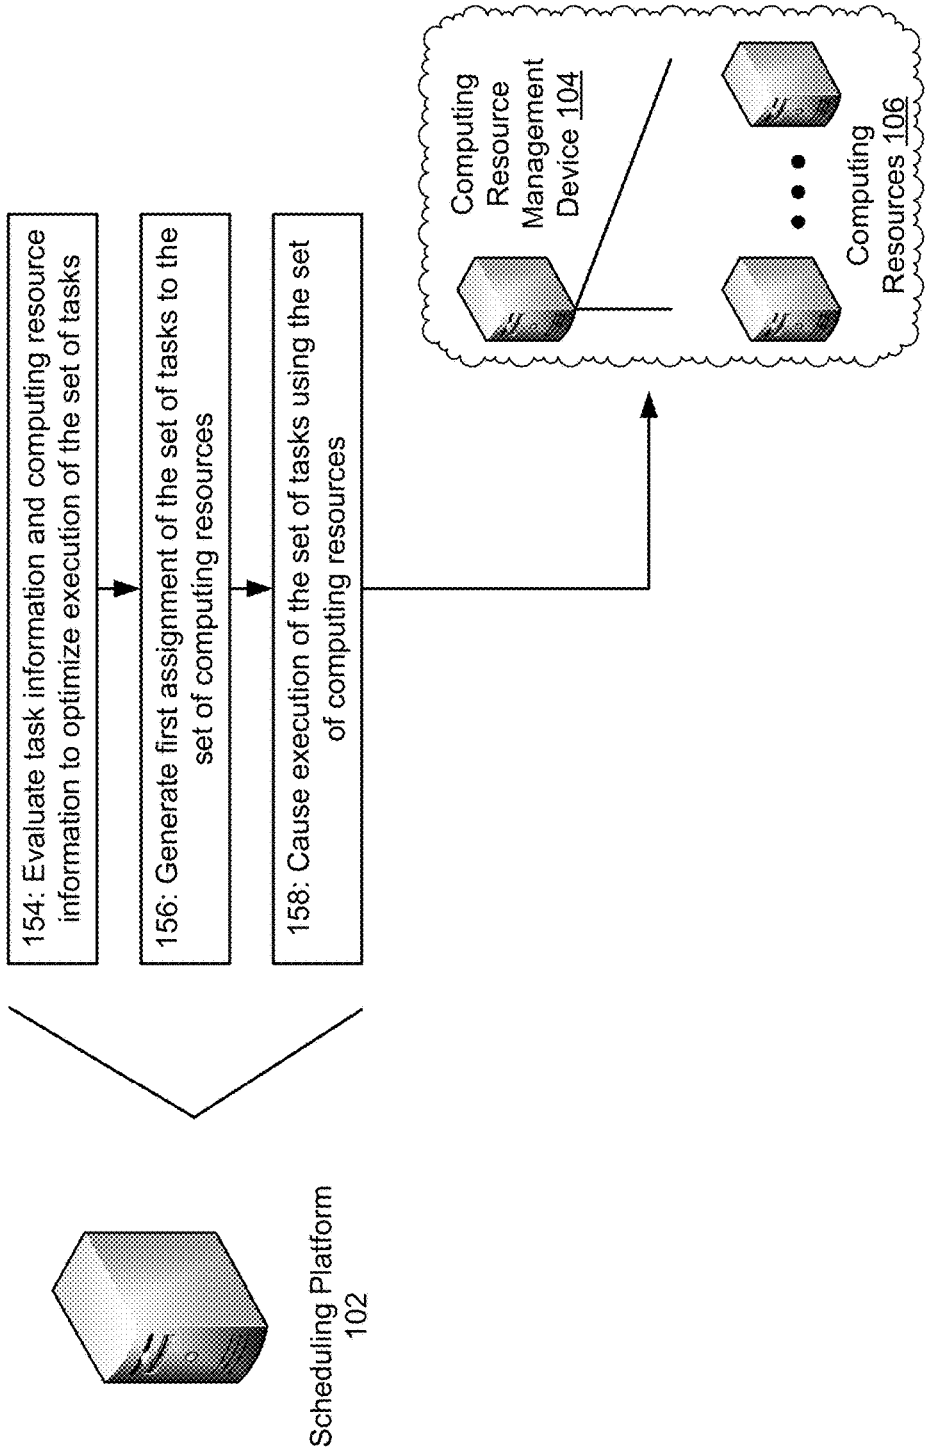 154: Evaluate task information and computing resource
information to optimize execution of the set of tasks
156: Generate first assignment of the set of tasks to the
set of computing resources
158: Cause execution of the set of tasks using the set
of computing resources
Scheduling Platform
102
Computing
Resource
Management
Device 104
Computing
Resources 106